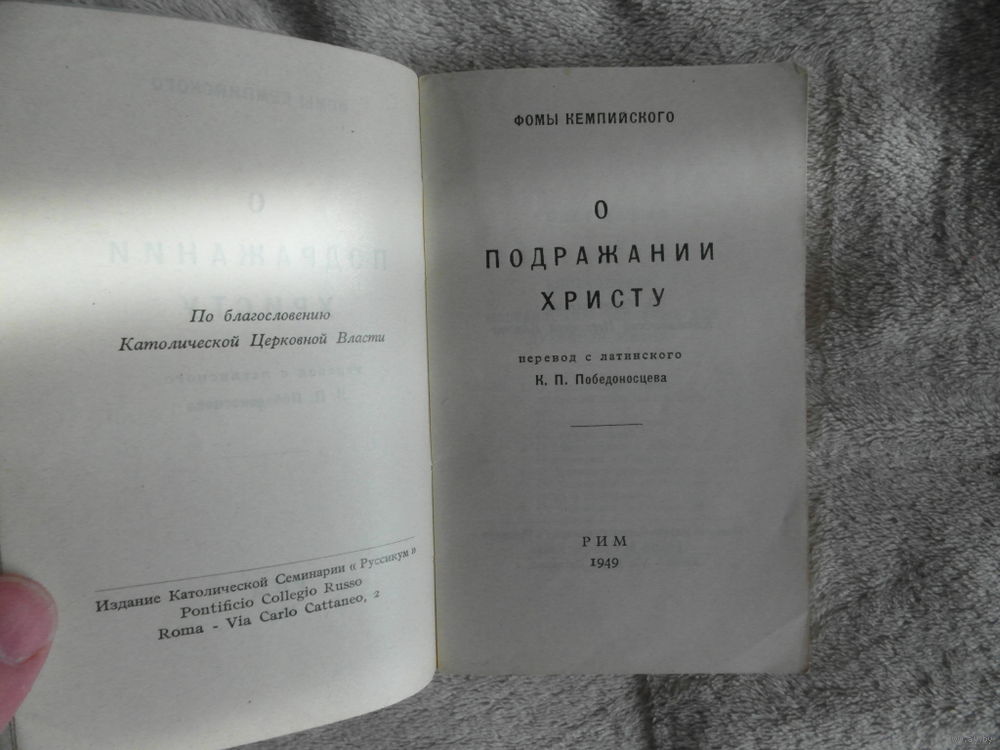 По благословению
Католической Церковной Власти
Издание Католической Семинарии « Руссикум »
Pontificio Collegio Russo
Roma - Via Carlo Cattaneo, 2
ФОМЫ КЕМПИЙСКОГО
О
ПОДРАЖАНИИ
ХРИСТУ
перевод с латинского
К. П. Победоносцева
РИМ
1949